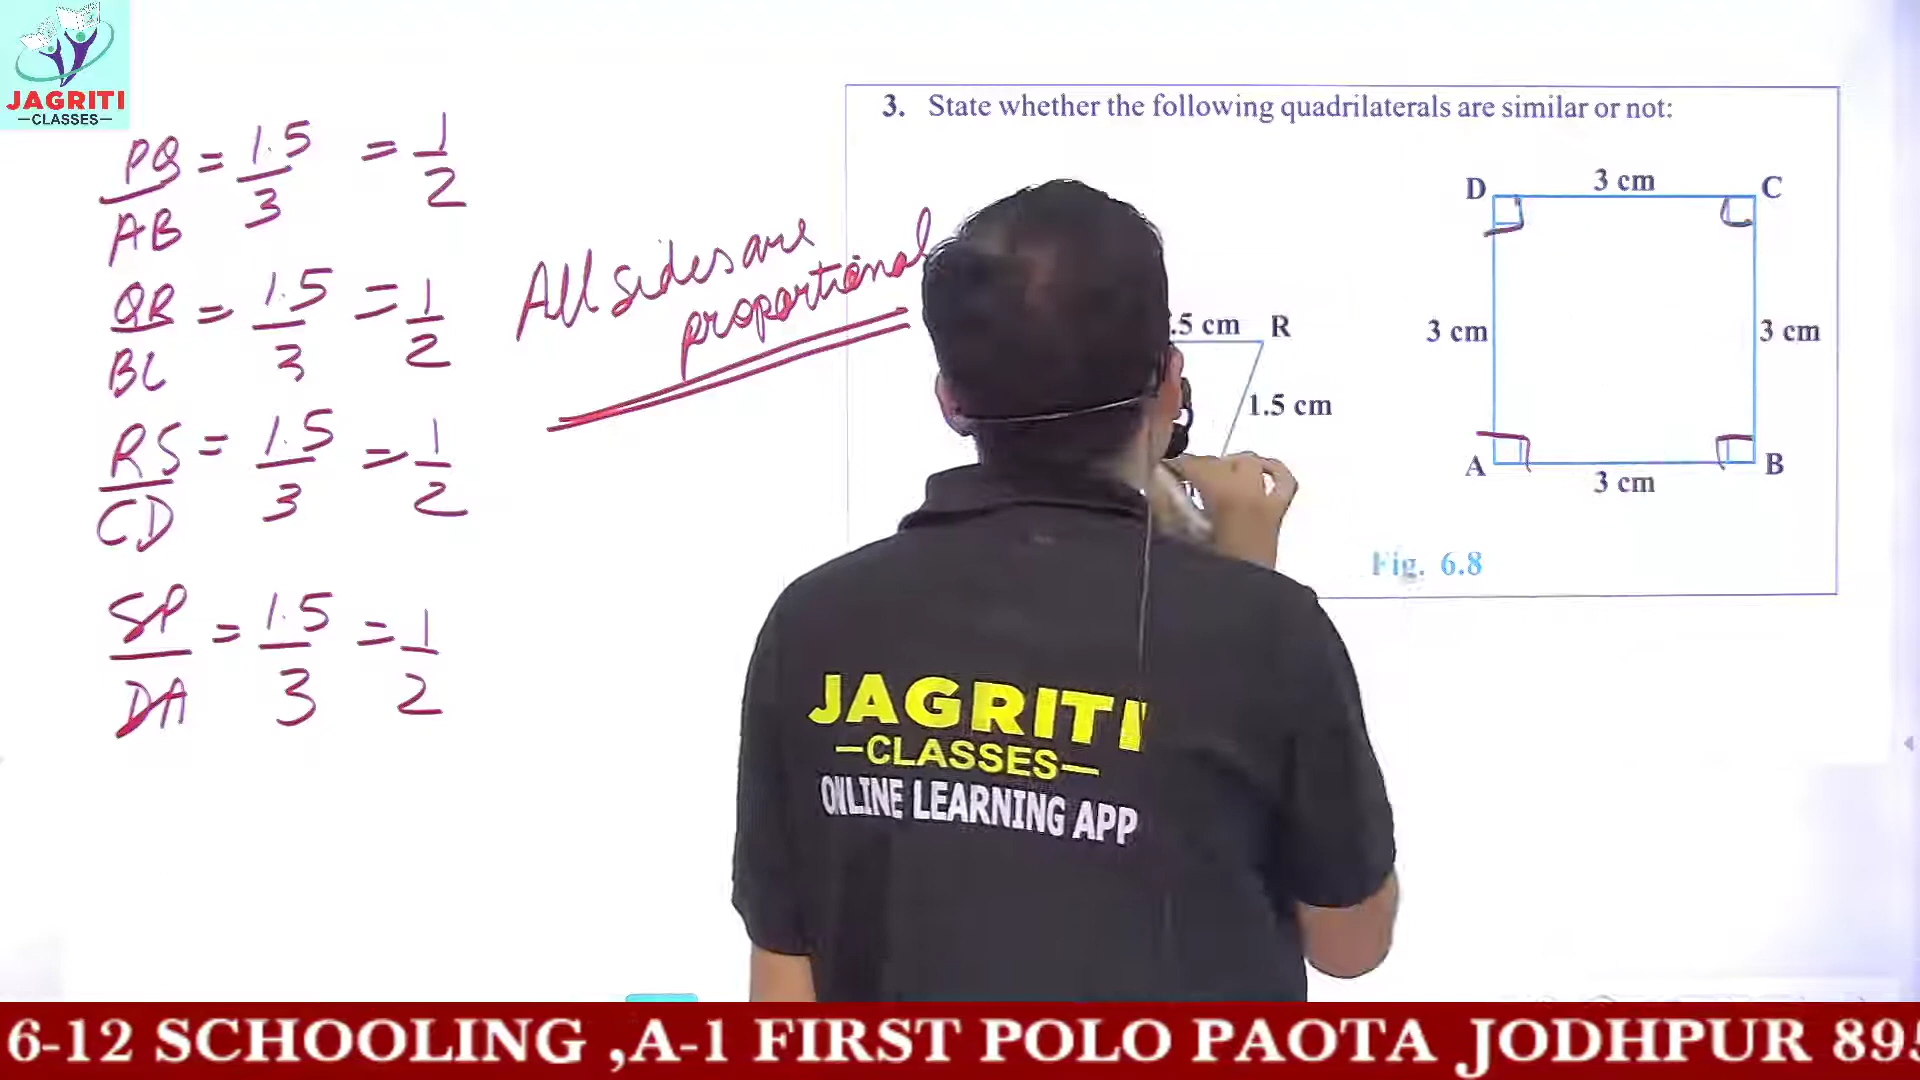 JAGRITI
—CLASSES—
PQ/AB = 1.5/3 = 1/2
QR/BC = 1.5/3 = 1/2
RS/CD = 1.5/3 = 1/2
SP/DA = 1.5/3 = 1/2
All sides are
proportional
3. State whether the following quadrilaterals are similar or not:
.5 cm R
1.5 cm
D 3 cm C
3 cm 3 cm
A B
3 cm
Fig. 6.8
JAGRITI
—CLASSES—
ONLINE LEARNING APP
6-12 SCHOOLING ,A-1 FIRST POLO PAOTA JODHPUR 895